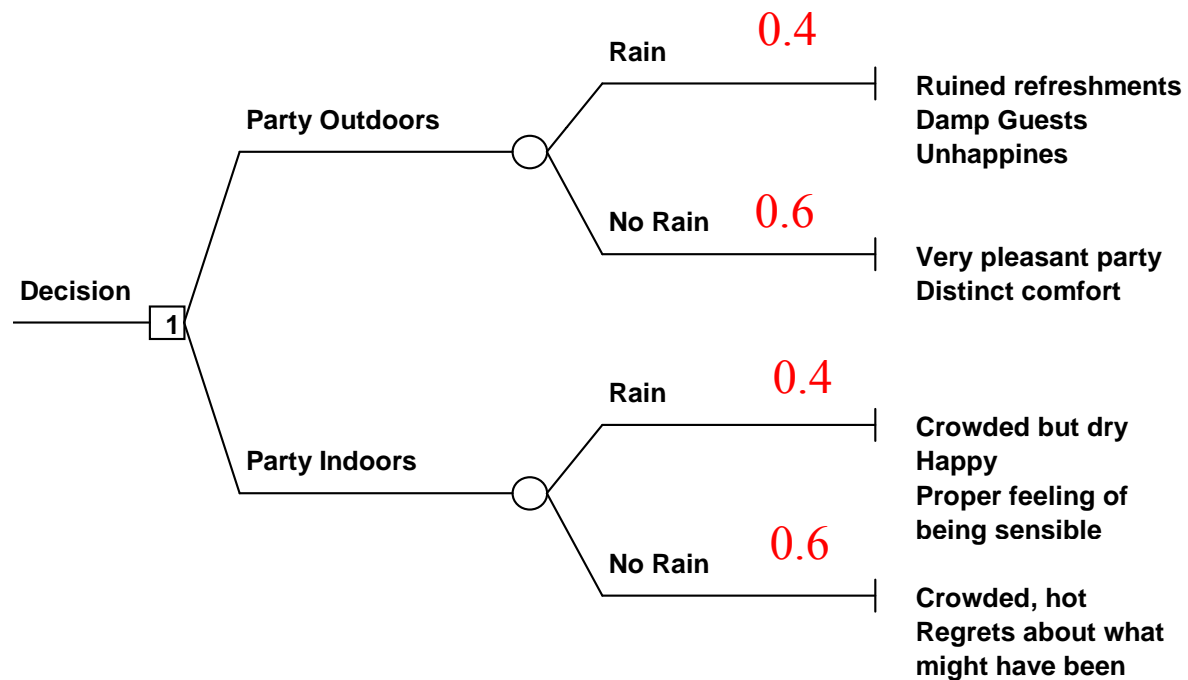 Rain 0.4
Ruined refreshments
Party Outdoors
Damp Guests
Unhappines
No Rain 0.6
Very pleasant party
Distinct comfort
Decision
1
Rain 0.4
Crowded but dry
Party Indoors
Happy
Proper feeling of
being sensible
No Rain 0.6
Crowded, hot
Regrets about what
might have been